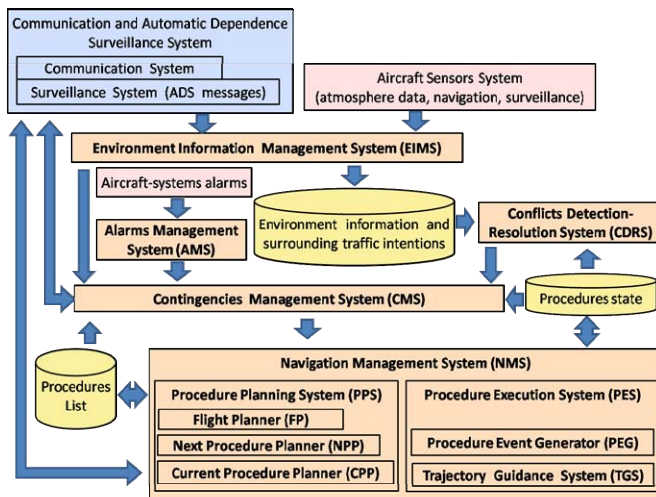 Communication and Automatic Dependence
Surveillance System
Communication System
Surveillance System (ADS messages)
Aircraft Sensors System
(atmosphere data, navigation, surveillance)
Environment Information Management System (EIMS)
Aircraft-systems alarms
Alarms Management
System (AMS)
Environment information and
surrounding traffic intentions
Conflicts Detection-
Resolution System (CDRS)
Contingencies Management System (CMS)
Procedures state
Procedures
List
Navigation Management System (NMS)
Procedure Planning System (PPS)
Flight Planner (FP)
Next Procedure Planner (NPP)
Current Procedure Planner (CPP)
Procedure Execution System (PES)
Procedure Event Generator (PEG)
Trajectory Guidance System (TGS)